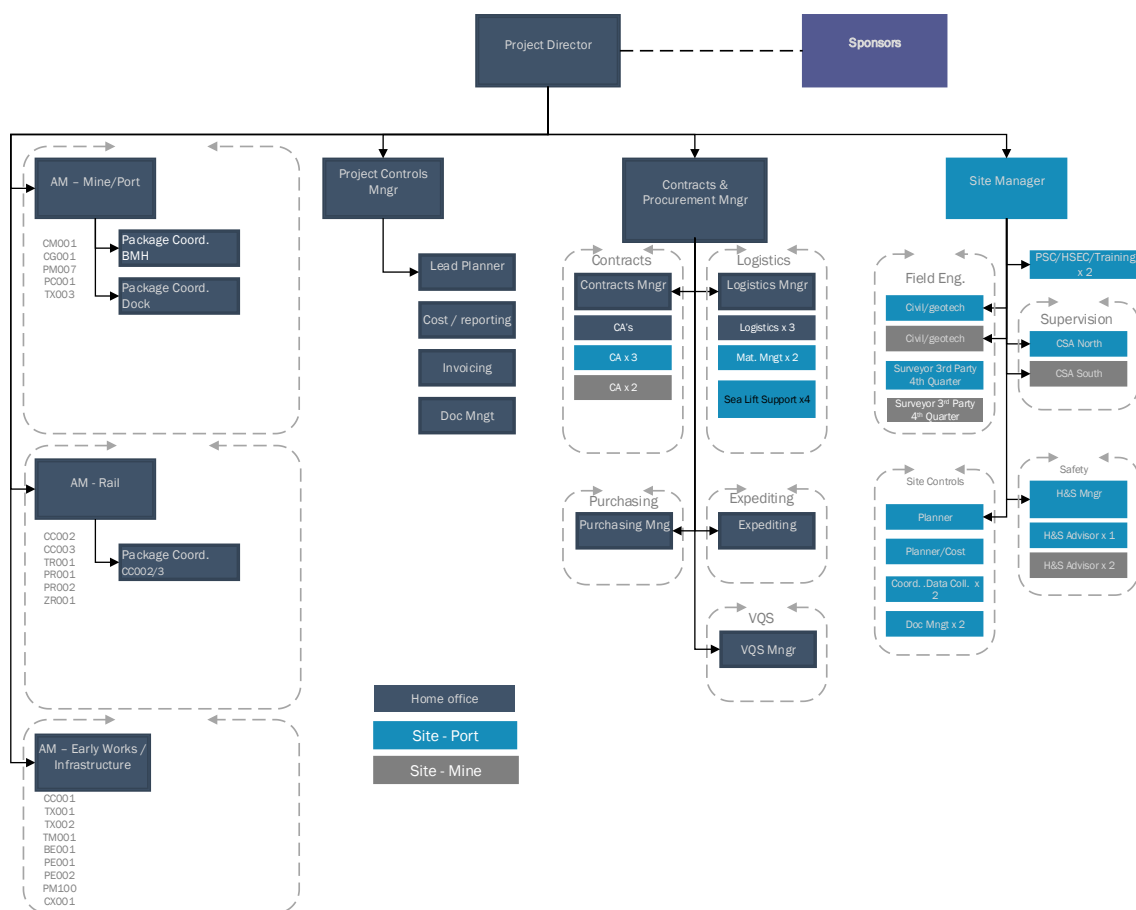 Project Director
Sponsors
AM – Mine/Port
CM001
CG001
PM007
PC001
TX003
Package Coord.
BMH
Package Coord.
Dock
AM - Rail
CC002
CC003
TR001
PR001
PR002
ZR001
Package Coord.
CC002/3
AM – Early Works /
Infrastructure
CC001
TX001
TX002
TM001
BE001
PE001
PE002
PM100
CX001
Project Controls
Mngr
Lead Planner
Cost / reporting
Invoicing
Doc Mngt
Contracts &
Procurement Mngr
Contracts
Contracts Mngr
CA's
CA x 3
CA x 2
Logistics
Logistics Mngr
Logistics x 3
Mat. Mngt x 2
Sea Lift Support x4
Purchasing
Purchasing Mng
Expediting
Expediting
VQS
VQS Mngr
Site Manager
PSC/HSEC/Training
x 2
Field Eng.
Civil/geotech
Civil/geotech
Surveyor 3rd Party
4th Quarter
Surveyor 3rd Party
4th Quarter
Supervision
CSA North
CSA South
Site Controls
Planner
Planner/Cost
Coord. .Data Coll. x
2
Doc Mngt x 2
Safety
H&S Mngr
H&S Advisor x 1
H&S Advisor x 2
Home office
Site - Port
Site - Mine